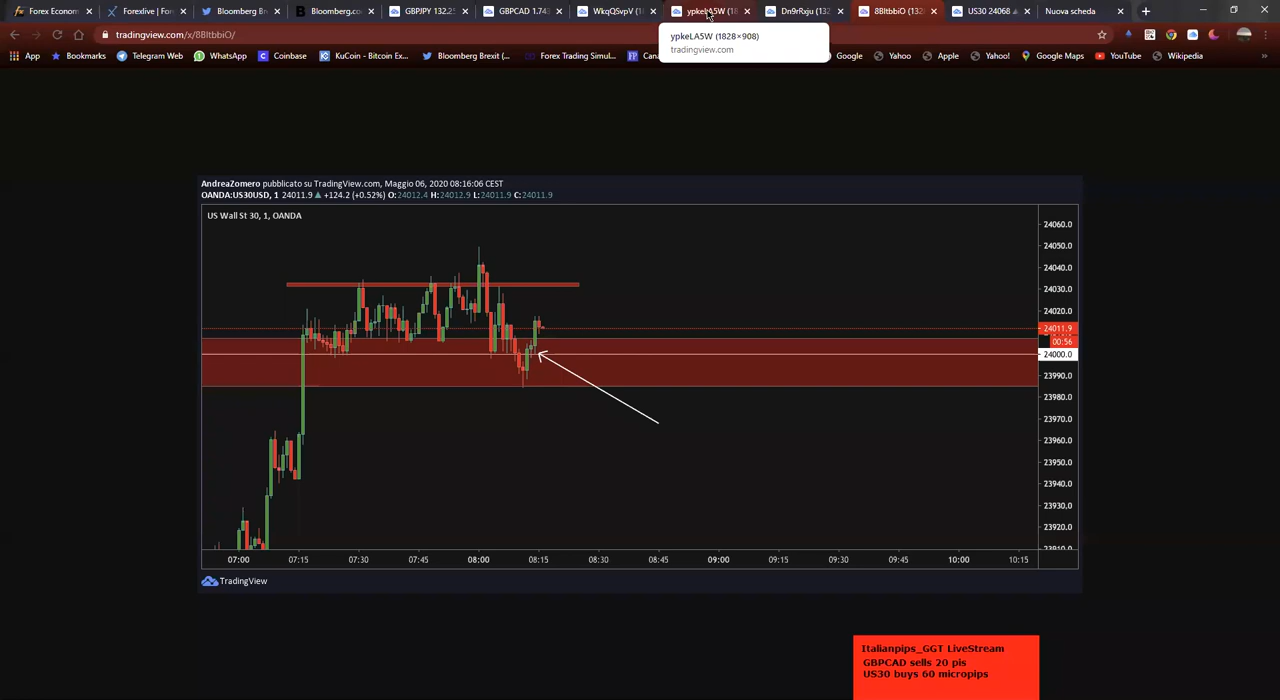 Forex Econom
Forexlive | For
Bloomberg Br
Bloomberg.co
GBPJPY 132.2
GBPCAD 1.74
WkqQSvpV (
ypkeLA5W (18
Dn9rRxju (132
8BItbbiO (132
US30 24068
Nuova scheda
tradingview.com/x/8BItbbiO/
ypkeLA5W (1828×908)
tradingview.com
App
Bookmarks
Telegram Web
WhatsApp
Coinbase
KuCoin - Bitcoin Ex...
Bloomberg Brexit (...
Forex Trading Simul...
Google
Yahoo
Apple
Yahoo!
Google Maps
YouTube
Wikipedia
AndreaZomero pubblicato su TradingView.com, Maggio 06, 2020 08:16:06 CEST
OANDA:US30USD, 1 24011.9 ▲ +124.2 (+0.52%) O:24012.4 H:24012.9 L:24011.9 C:24011.9
US Wall St 30, 1, OANDA
24060.0
24050.0
24040.0
24030.0
24020.0
24011.9
00:56
24000.0
23990.0
23980.0
23970.0
23960.0
23950.0
23940.0
23930.0
23920.0
23910.0
07:00 07:15 07:30 07:45 08:00 08:15 08:30 08:45 09:00 09:15 09:30 09:45 10:00 10:15
TradingView
Italianpips_GGT LiveStream
GBPCAD sells 20 pis
US30 buys 60 micropips